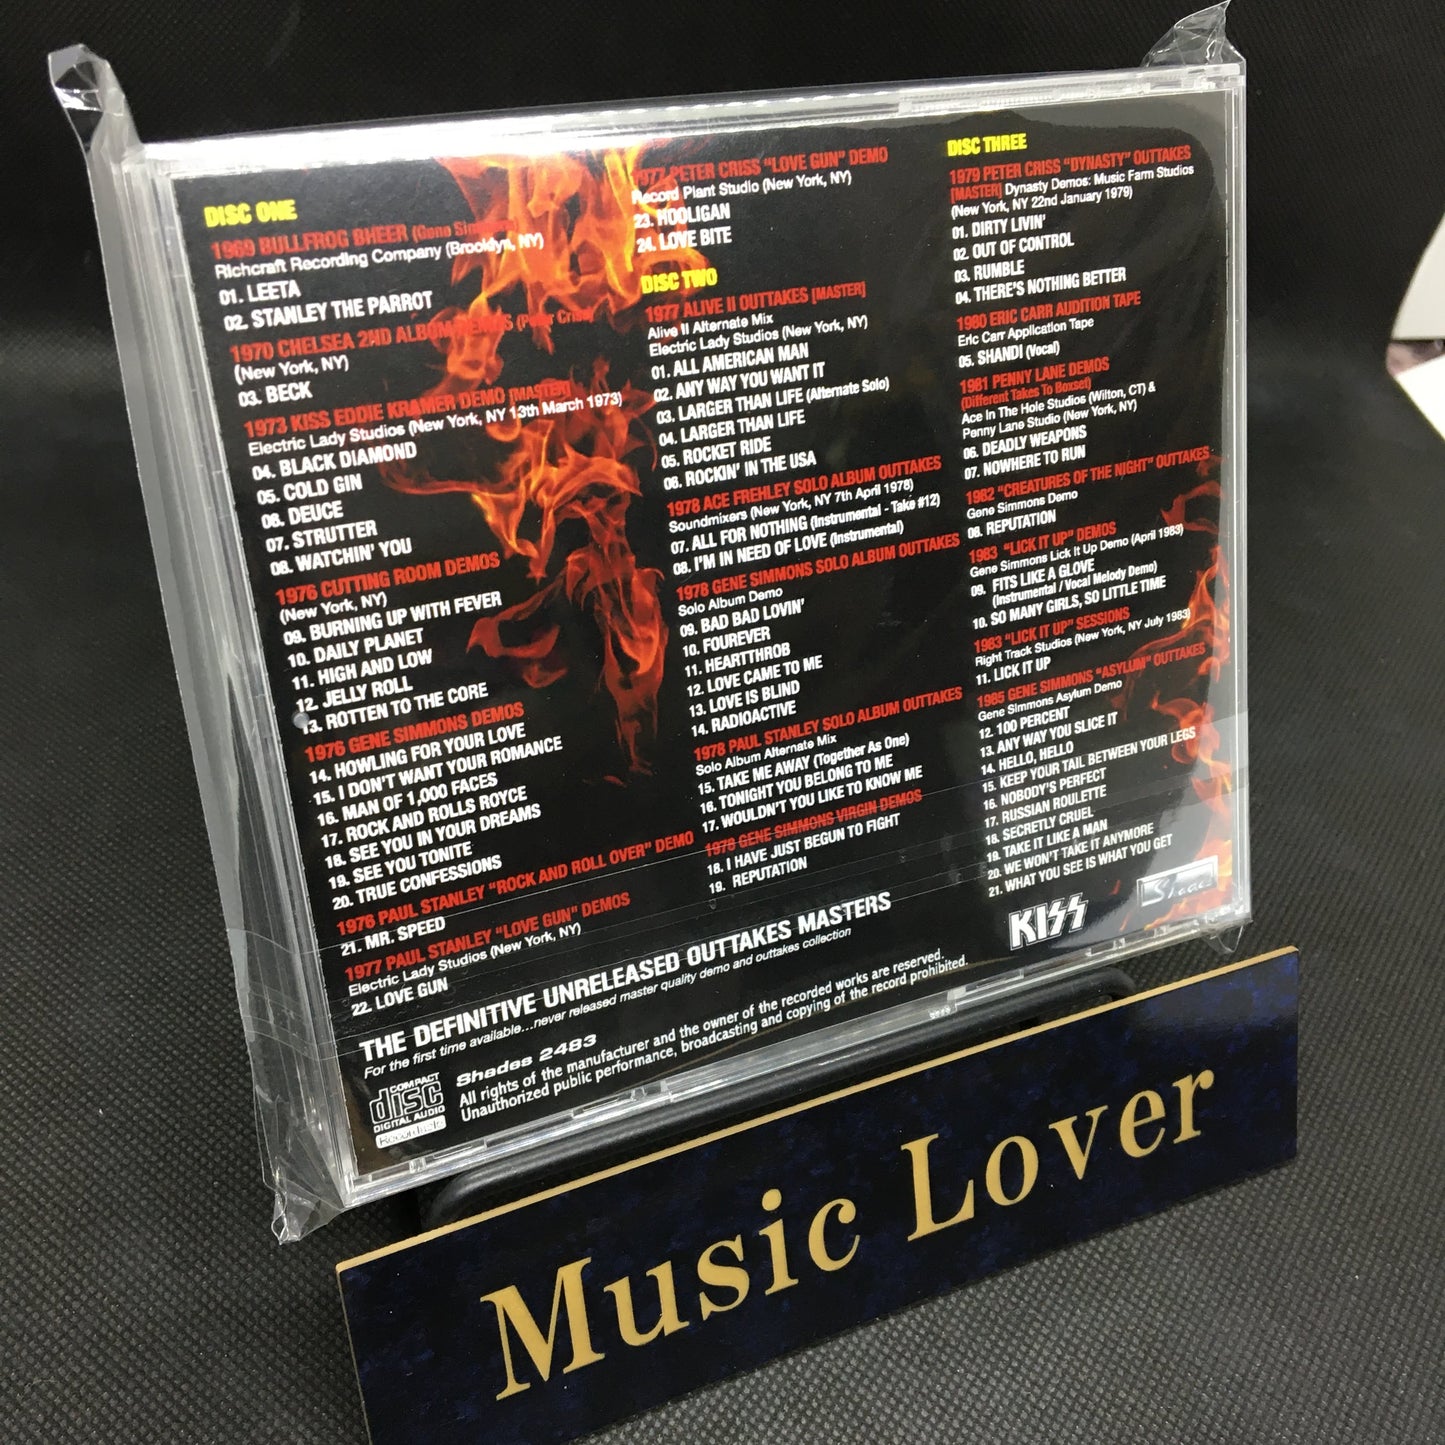 DISC ONE
1969 BULLFROG BHEER (Gene Sim
Richcraft Recording Company (Brooklyn, NY)
01. LEETA
02. STANLEY THE PARROT
1970 CHELSEA 2ND ALBUM DEMOS (Peter Criss)
(New York, NY)
03. BECK
1973 KISS EDDIE KRAMER DEMO [MASTER]
Electric Lady Studios (New York, NY 13th March 1973)
04. BLACK DIAMOND
05. COLD GIN
06. DEUCE
07. STRUTTER
08. WATCHIN' YOU
1976 CUTTING ROOM DEMOS
(New York, NY)
09. BURNING UP WITH FEVER
10. DAILY PLANET
11. HIGH AND LOW
12. JELLY ROLL
13. ROTTEN TO THE CORE
1976 GENE SIMMONS DEMOS
14. HOWLING FOR YOUR LOVE
15. I DON'T WANT YOUR ROMANCE
16. MAN OF 1,000 FACES
17. ROCK AND ROLLS ROYCE
18. SEE YOU IN YOUR DREAMS
19. SEE YOU TONITE
20. TRUE CONFESSIONS
1976 PAUL STANLEY "ROCK AND ROLL OVER" DEMO
21. MR. SPEED
1977 PAUL STANLEY "LOVE GUN" DEMOS
Electric Lady Studios (New York, NY)
22. LOVE GUN
1977 PETER CRISS "LOVE GUN" DEMO
Record Plant Studio (New York, NY)
23. HOOLIGAN
24. LOVE BITE
DISC TWO
1977 ALIVE II OUTTAKES [MASTER]
Alive II Alternate Mix
Electric Lady Studios (New York, NY)
01. ALL AMERICAN MAN
02. ANY WAY YOU WANT IT
03. LARGER THAN LIFE (Alternate Solo)
04. LARGER THAN LIFE
05. ROCKET RIDE
06. ROCKIN' IN THE USA
1978 ACE FREHLEY SOLO ALBUM OUTTAKES
Soundmixers (New York, NY 7th April 1978)
07. ALL FOR NOTHING (Instrumental - Take #12)
08. I'M IN NEED OF LOVE (Instrumental)
1978 GENE SIMMONS SOLO ALBUM OUTTAKES
Solo Album Demo
09. BAD BAD LOVIN'
10. FOUREVER
11. HEARTTHROB
12. LOVE CAME TO ME
13. LOVE IS BLIND
14. RADIOACTIVE
1978 PAUL STANLEY SOLO ALBUM OUTTAKES
Solo Album Alternate Mix
15. TAKE ME AWAY (Together As One)
16. TONIGHT YOU BELONG TO ME
17. WOULDN'T YOU LIKE TO KNOW ME
1978 GENE SIMMONS VIRGIN DEMOS
18. I HAVE JUST BEGUN TO FIGHT
19. REPUTATION
DISC THREE
1979 PETER CRISS "DYNASTY" OUTTAKES
[MASTER] Dynasty Demos: Music Farm Studios
(New York, NY 22nd January 1979)
01. DIRTY LIVIN'
02. OUT OF CONTROL
03. RUMBLE
04. THERE'S NOTHING BETTER
1980 ERIC CARR AUDITION TAPE
Eric Carr Application Tape
05. SHANDI (Vocal)
1981 PENNY LANE DEMOS
(Different Takes To Boxset)
Ace In The Hole Studios (Wilton, CT) &
Penny Lane Studio (New York, NY)
06. DEADLY WEAPONS
07. NOWHERE TO RUN
1982 "CREATURES OF THE NIGHT" OUTTAKES
Gene Simmons Demo
08. REPUTATION
1983 "LICK IT UP" DEMOS
Gene Simmons Lick It Up Demo (April 1983)
09. FITS LIKE A GLOVE
(Instrumental / Vocal Melody Demo)
10. SO MANY GIRLS, SO LITTLE TIME
1983 "LICK IT UP" SESSIONS
Right Track Studios (New York, NY July 1983)
11. LICK IT UP
1985 GENE SIMMONS "ASYLUM" OUTTAKES
Gene Simmons Asylum Demo
12. 100 PERCENT
13. ANY WAY YOU SLICE IT
14. HELLO, HELLO
15. KEEP YOUR TAIL BETWEEN YOUR LEGS
16. NOBODY'S PERFECT
17. RUSSIAN ROULETTE
18. SECRETLY CRUEL
19. TAKE IT LIKE A MAN
20. WE WON'T TAKE IT ANYMORE
21. WHAT YOU SEE IS WHAT YOU GET
KISS
Shades
THE DEFINITIVE UNRELEASED OUTTAKES MASTERS
For the first time available...never released master quality demo and outtakes collection
COMPACT
disc
DIGITAL AUDIO
Recordable
Shades 2483
All rights of the manufacturer and the owner of the recorded works are reserved.
Unauthorized public performance, broadcasting and copying of the record prohibited.
Music Lover